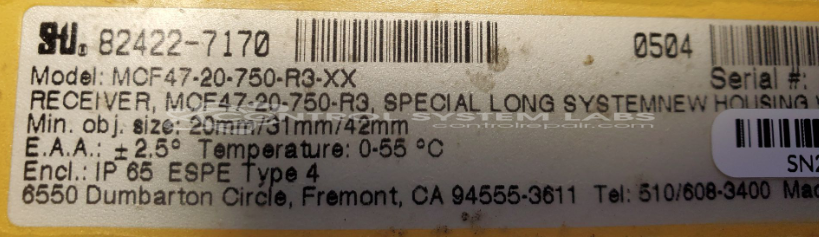 STI. 82422-7170 0504
Model: MCF47-20-750-R3-XX Serial #:
RECEIVER, MCF47-20-750-R3, SPECIAL LONG SYSTEMNEW HOUSING
CONTROL SYSTEM LABS
Min. obj. size: 20mm/31mm/42mm
controlrepair.com
E.A.A.: ± 2.5° Temperature: 0-55 °C
SN2
Encl.: IP 65 ESPE Type 4
6550 Dumbarton Circle, Fremont, CA 94555-3611 Tel: 510/608-3400